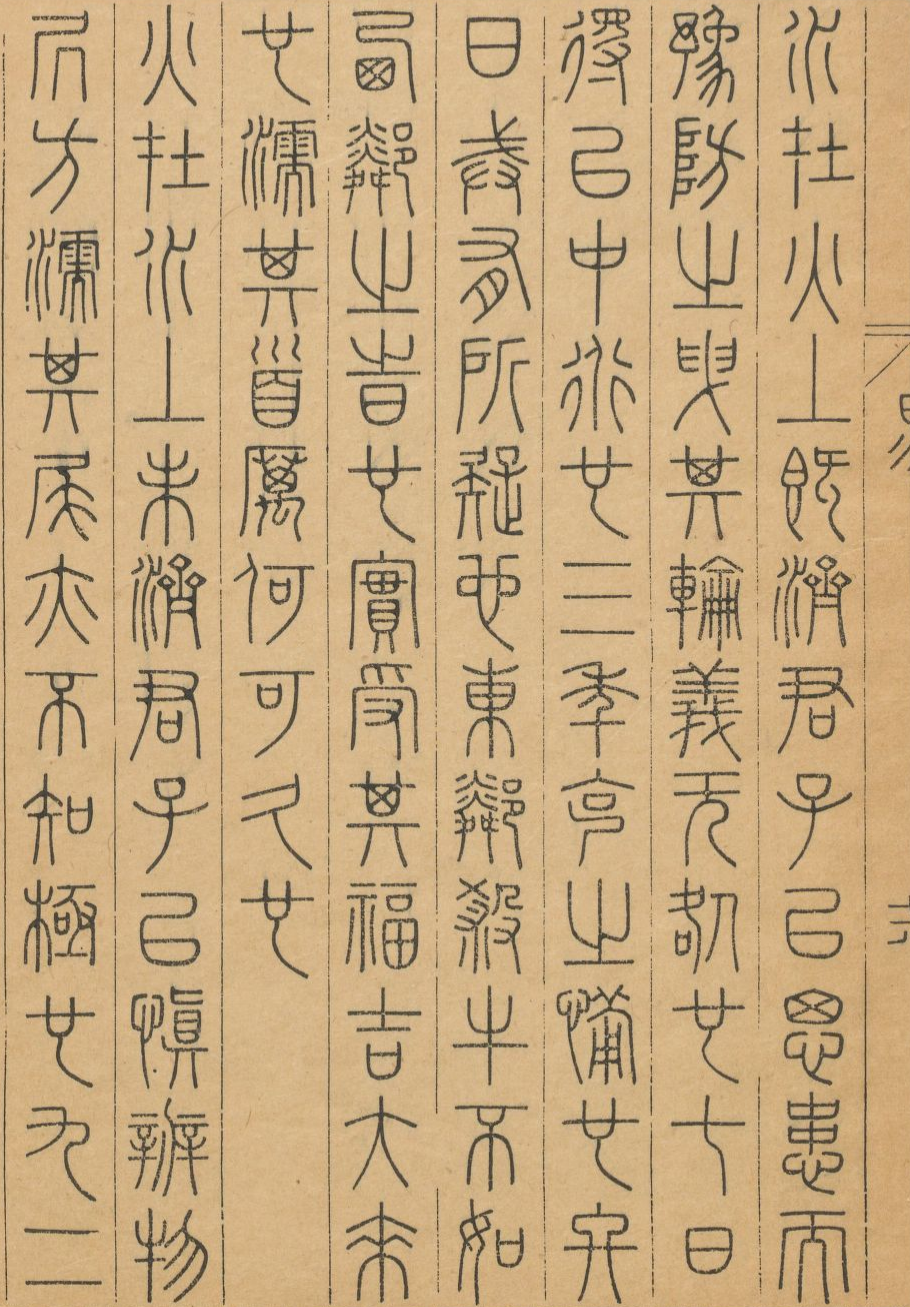 水在火上既濟君子以思患而
豫防之曳其輪義无咎也七日
得以中道也三年克之憊也終
日戒有所疑也東鄰殺牛不如
西鄰之時也實受其福吉大來
也濡其首厲何可久也
火在水上未濟君子以慎辨物
居方濡其尾亦不知極也九二